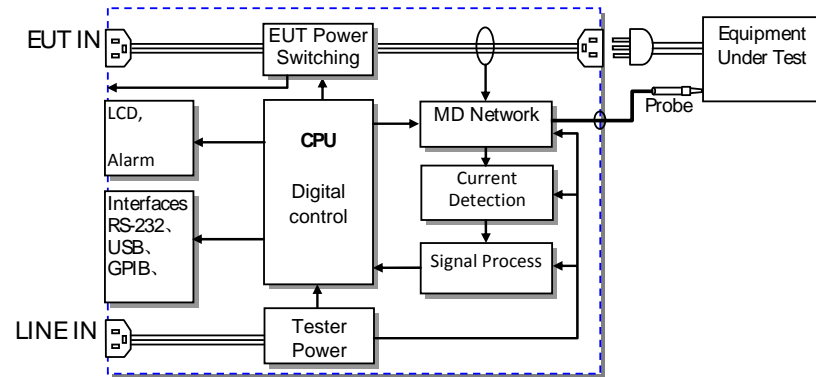 EUT IN
EUT Power
Switching
Equipment
Under Test
Probe
LCD,
Alarm
CPU
Digital
control
MD Network
Current
Detection
Interfaces
RS-232、
USB、
GPIB、
Signal Process
LINE IN
Tester
Power